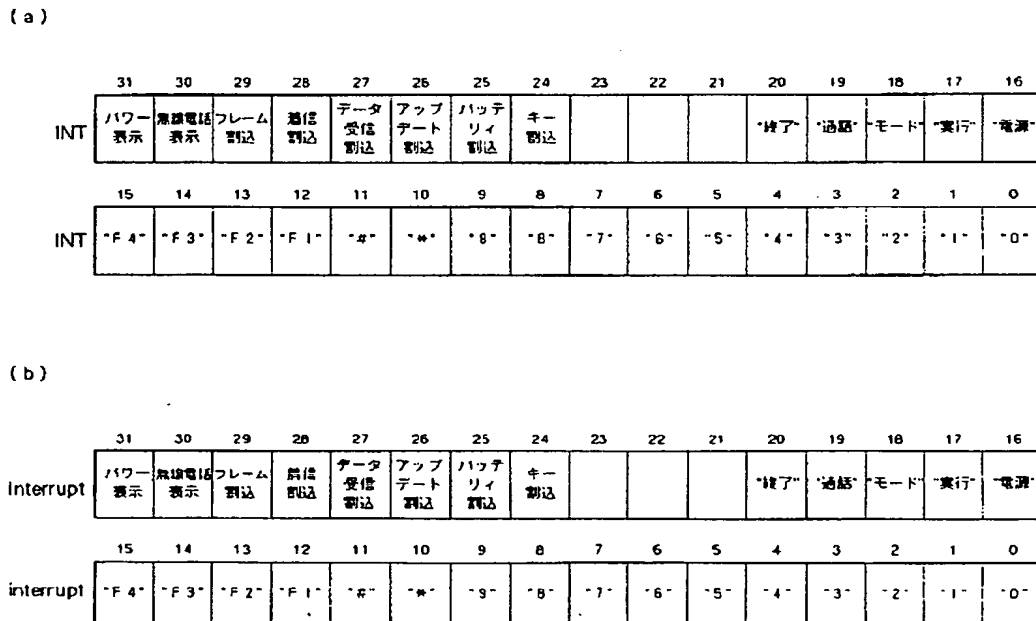 (a)
31 30 29 28 27 26 25 24 23 22 21 20 19 18 17 16
INT
パワー表示
無線電話表示
フレーム割込
着信割込
データ受信割込
アップデート割込
バッテリィ割込
キー割込
"終了" "通話" "モード" "実行" "電源"
15 14 13 12 11 10 9 8 7 6 5 4 3 2 1 0
INT "F4" "F3" "F2" "F1" "#" "*" "9" "8" "7" "6" "5" "4" "3" "2" "1" "0"
(b)
31 30 29 28 27 26 25 24 23 22 21 20 19 18 17 16
Interrupt
パワー表示
無線電話表示
フレーム割込
着信割込
データ受信割込
アップデート割込
バッテリィ割込
キー割込
"終了" "通話" "モード" "実行" "電源"
15 14 13 12 11 10 9 8 7 6 5 4 3 2 1 0
interrupt "F4" "F3" "F2" "F1" "#" "*" "9" "8" "7" "6" "5" "4" "3" "2" "1" "0"